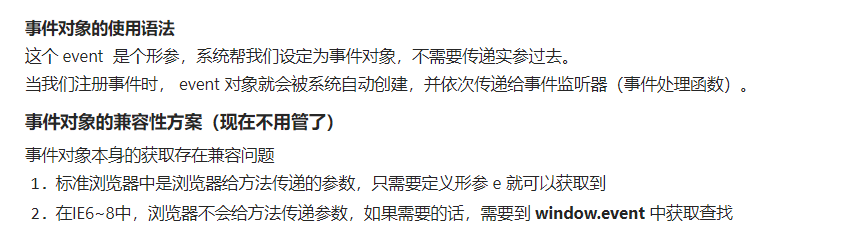 事件对象的使用语法
这个 event 是个形参，系统帮我们设定为事件对象，不需要传递实参过去。
当我们注册事件时， event 对象就会被系统自动创建，并依次传递给事件监听器（事件处理函数）。
事件对象的兼容性方案（现在不用管了）
事件对象本身的获取存在兼容问题
1．标准浏览器中是浏览器给方法传递的参数，只需要定义形参 e 就可以获取到
2．在IE6~8中，浏览器不会给方法传递参数，如果需要的话，需要到 window.event 中获取查找